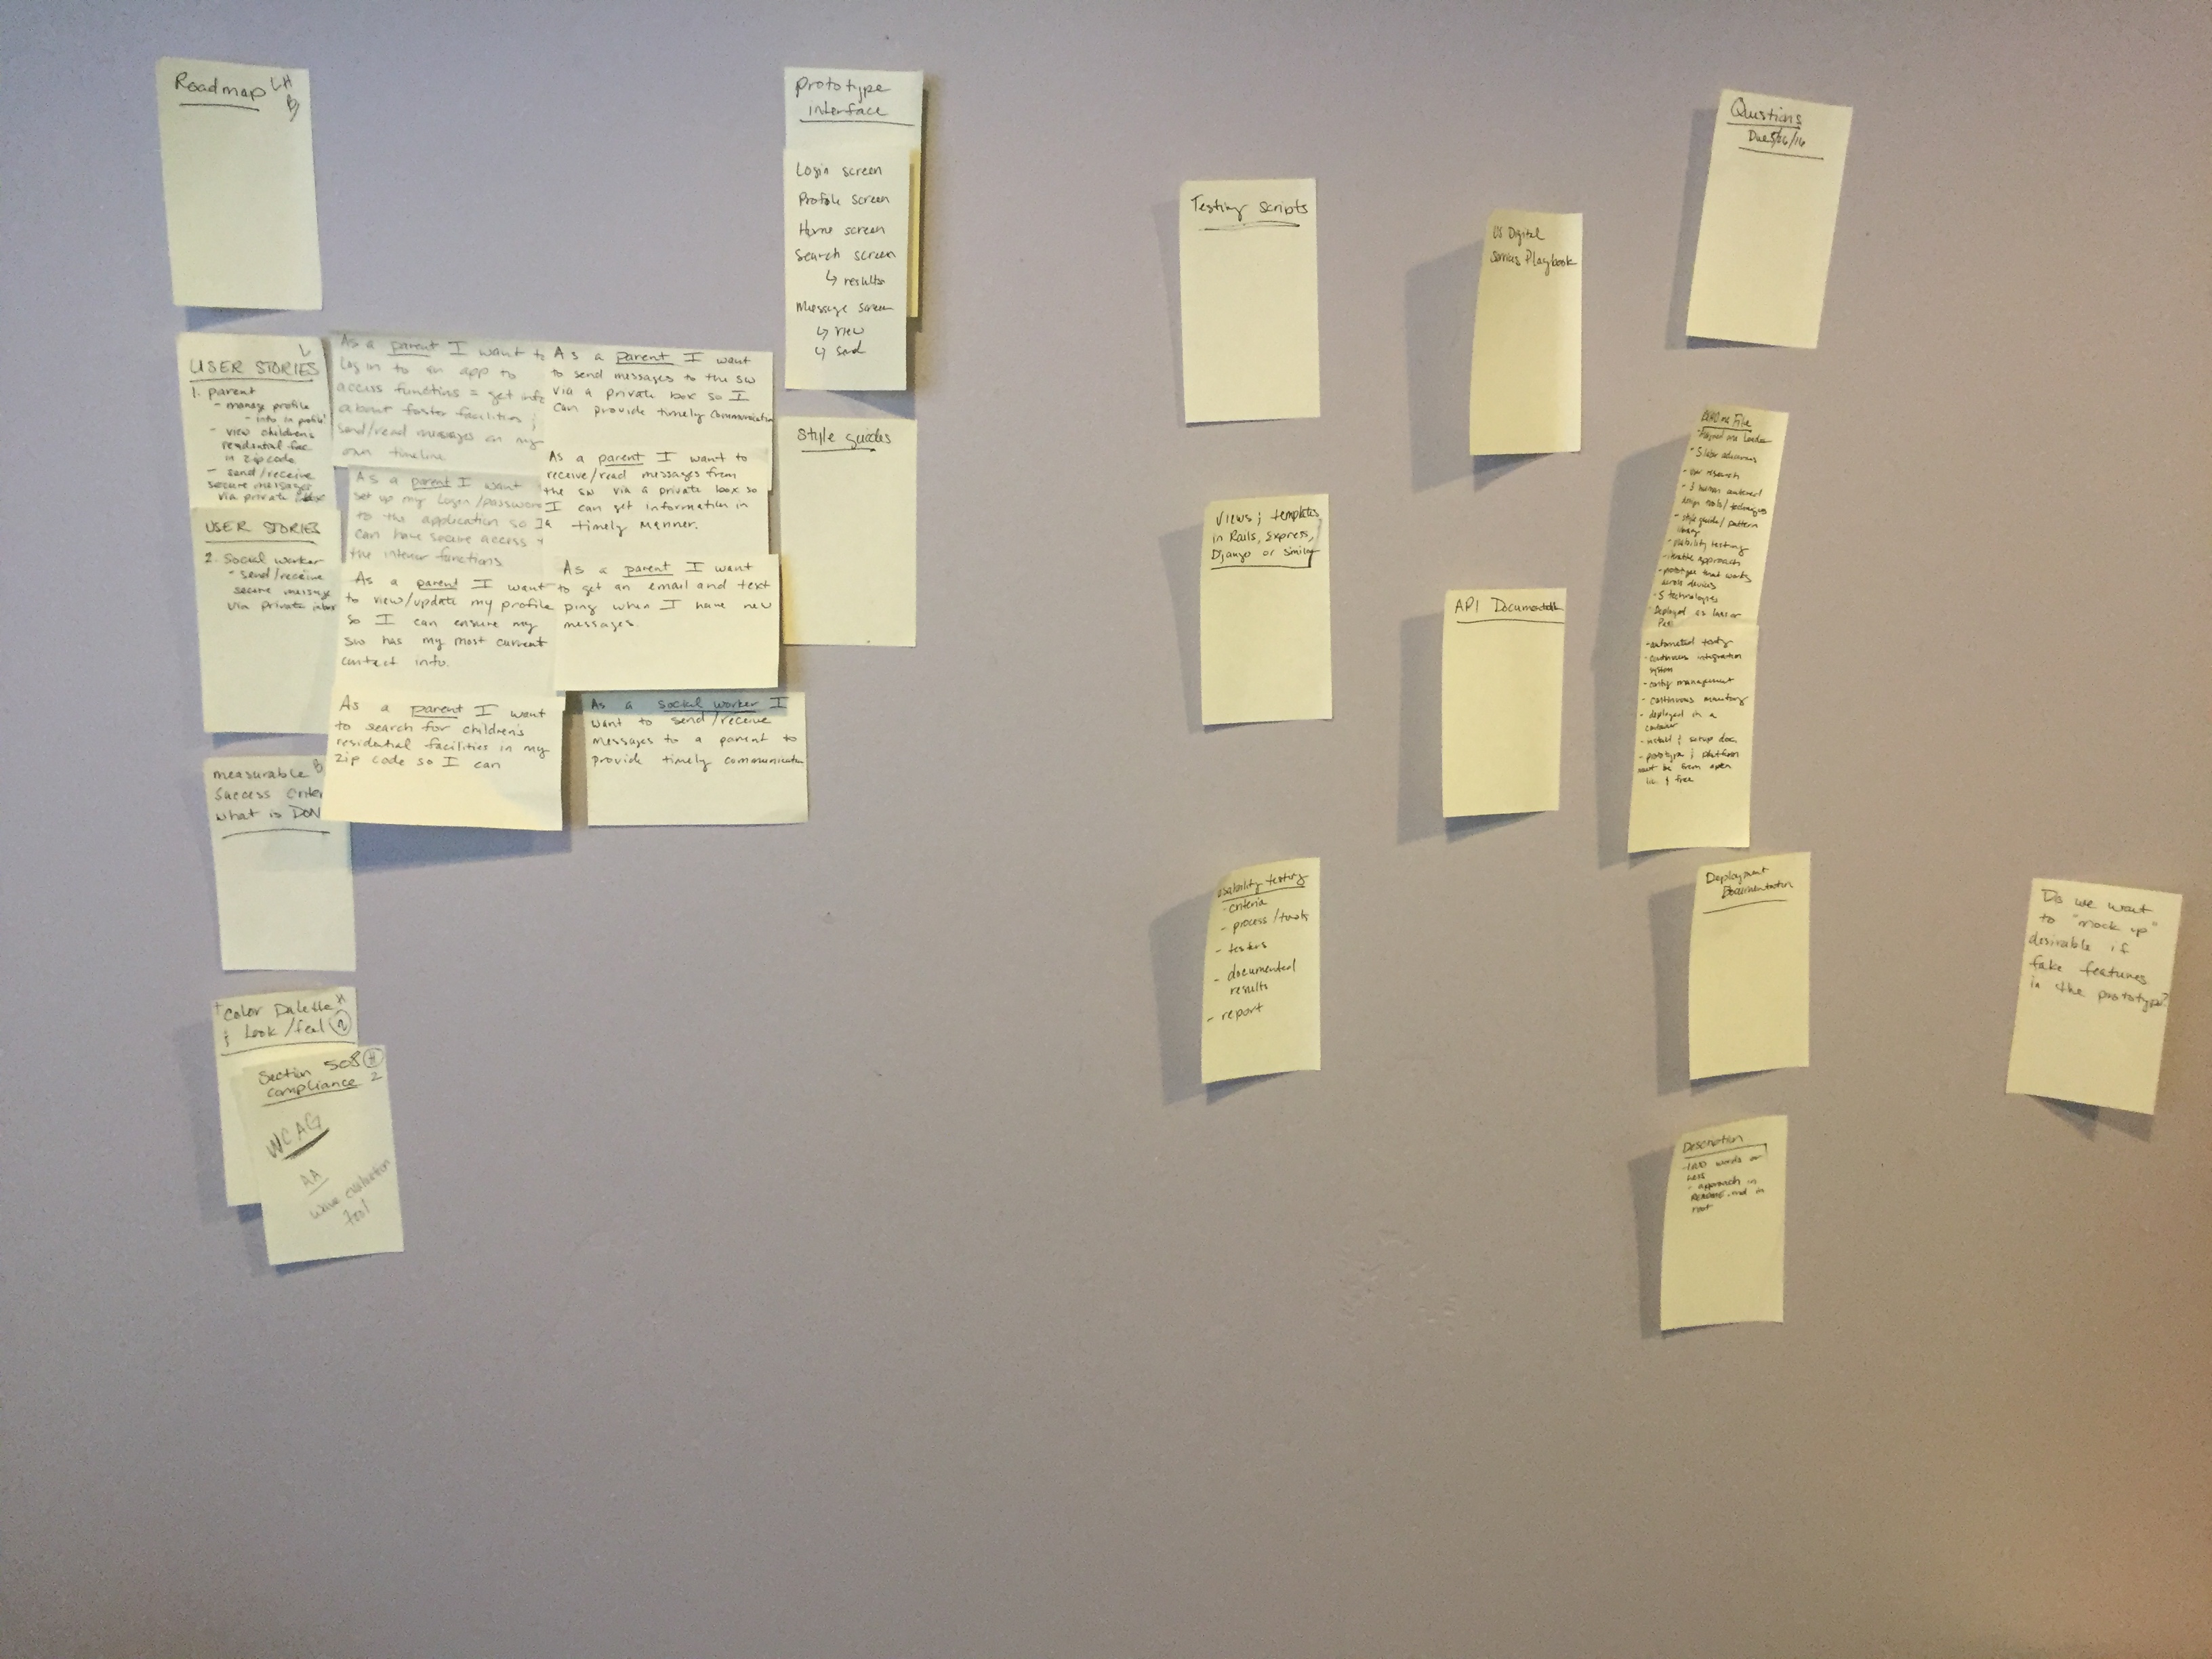 Roadmap LH
B
USER STORIES L
1. parent
- manage profile
- info in profile
- view children's
residential fac.
in zip code
- send/receive
secure messages
via private
USER STORIES
2. Social worker
- send/receive
secure message
via private inbox
measurable B
Success Criter
what is DON
Color Palette H
& Look/feel 2
Section 508 H
compliance 2
WCAG
AA
wave evaluation
tool
As a parent I want to
Log in to an app to
access functions = get info
about foster facilities &
send/read messages on my
own timeline
As a parent I want
set up my login/password
to the application so I
can have secure access
the interior functions
As a parent I want
to view/update my profile
so I can ensure my
SW has my most current
contact info.
As a parent I want
to search for children's
residential facilities in my
zip code so I can
As a parent I want
to send messages to the SW
via a private box so I
can provide timely communication
As a parent I want to
receive/read messages from
the SW via a private box so
I can get information in
a timely manner.
As a parent I want
to get an email and text
ping when I have new
messages.
As a social worker I
want to send/receive
messages to a parent to
provide timely communication
prototype
interface
Login screen
Profile screen
Home screen
Search screen
↳ results
Message screen
↳ view
↳ send
Style guides
Testing scripts
Views & templates
in Rails, Express,
Django or similar
Usability testing
- criteria
- process/tools
- testers
- documented
results
- report
US Digital
Services Playbook
API Documentation
Questions
Due 5/06/16
README File
- Assigned one Leader
- 5 labor
- user research
- 3 human centered
design tools/techniques
- style guide/pattern
library
- usability testing
- iterative approach
- prototype that works
across devices
- 5 technologies
- Deployed as Iaas or
Pas
- automated testing
- continuous integration
system
- config management
- continuous monitoring
- deployed in a
container
- install & setup doc.
- prototype & platform
must be from open
lic. & free
Deployment
Documentation
Description
words or
less
- approach in
README.md in
root
Do we want
to "mock up"
desirable if
fake features
in the prototype?